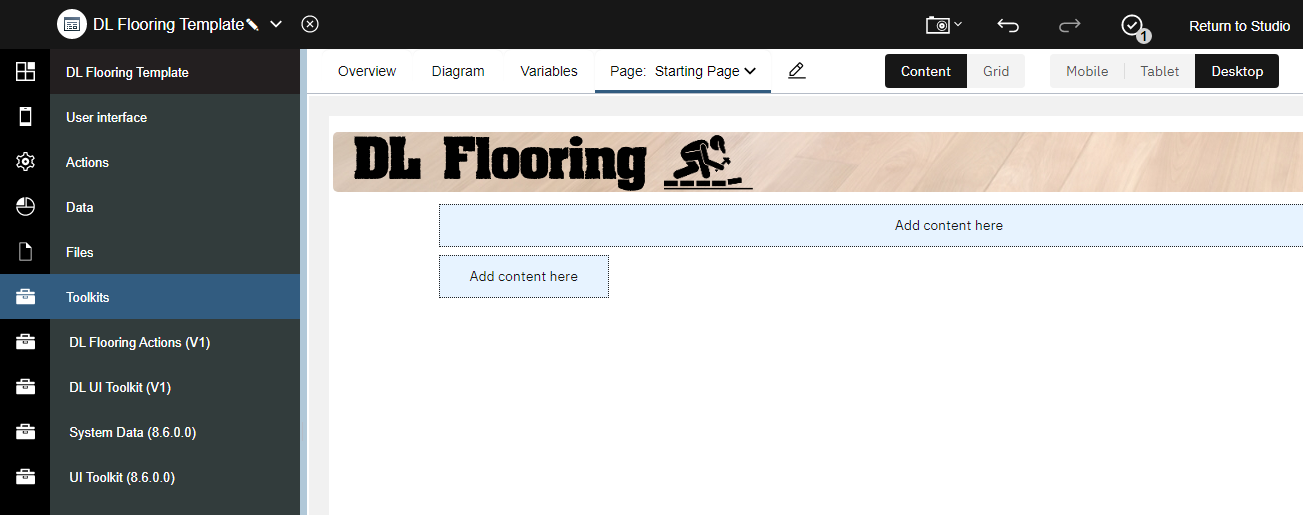 DL Flooring Template
1
Return to Studio
DL Flooring Template
User interface
Actions
Data
Files
Toolkits
DL Flooring Actions (V1)
DL UI Toolkit (V1)
System Data (8.6.0.0)
UI Toolkit (8.6.0.0)
Overview
Diagram
Variables
Page: Starting Page
Content
Grid
Mobile
Tablet
Desktop
DL Flooring
Add content here
Add content here